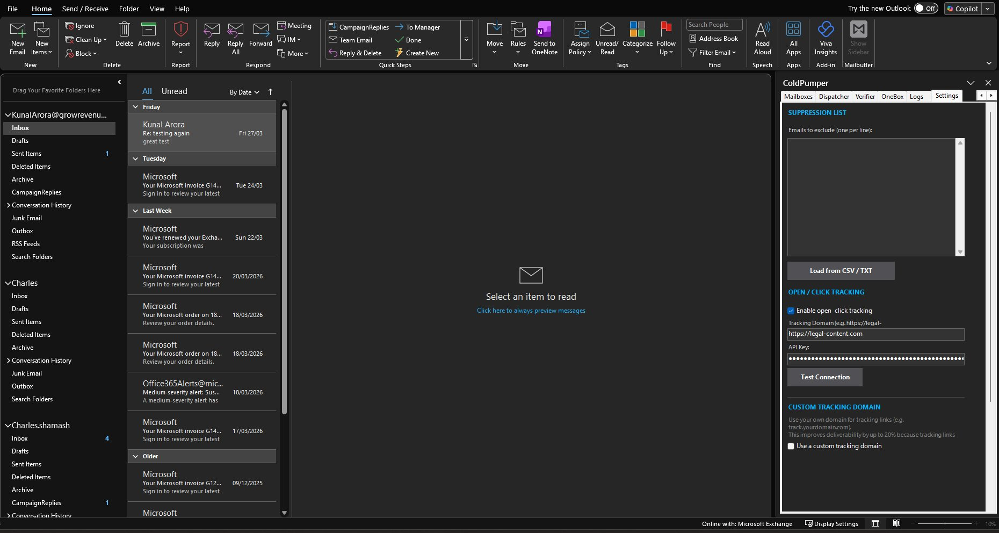 File Home Send / Receive Folder View Help
Try the new Outlook Off Copilot
New Email
New Items
New
Ignore
Clean Up
Block
Delete
Archive
Delete
Report
Report
Reply
Reply All
Forward
Meeting
IM
More
Respond
CampaignReplies
Team Email
Reply & Delete
To Manager
Done
Create New
Quick Steps
Move
Rules
Send to OneNote
Move
Assign Policy
Unread/ Read
Categorize
Follow Up
Tags
Search People
Address Book
Filter Email
Find
Read Aloud
Speech
All Apps
Apps
Viva Insights
Add-in
Show Sidebar
Mailbutler
Drag Your Favorite Folders Here
KunalArora@growrevenu...
Inbox
Drafts
Sent Items 1
Deleted Items
Archive
CampaignReplies
Conversation History
Junk Email
Outbox
RSS Feeds
Search Folders
Charles
Inbox
Drafts
Sent Items
Deleted Items
Archive
Conversation History
Junk Email
Outbox
Search Folders
Charles.shamash
Inbox 4
Drafts
Sent Items
Deleted Items
Archive
CampaignReplies 1
Conversation History
All Unread By Date
Friday
Kunal Arora
Re: testing again Fri 27/03
great test
Tuesday
Microsoft
Your Microsoft invoice G14... Tue 24/03
Sign in to review your latest
Last Week
Microsoft
You've renewed your Excha... Sun 22/03
Your subscription was
Microsoft
Your Microsoft invoice G14... 20/03/2026
Sign in to review your latest
Microsoft
Your Microsoft order on 18... 18/03/2026
Review your order details.
Microsoft
Your Microsoft order on 18... 18/03/2026
Review your order details.
Office365Alerts@mic...
Medium-severity alert: Sus... 18/03/2026
A medium-severity alert has
Microsoft
Your Microsoft invoice G14... 17/03/2026
Sign in to review your latest
Older
Microsoft
Your Microsoft invoice G12... 09/12/2025
Sign in to review your latest
Microsoft
Select an item to read
Click here to always preview messages
ColdPumper
Mailboxes Dispatcher Verifier OneBox Logs Settings
SUPPRESSION LIST
Emails to exclude (one per line):
Load from CSV / TXT
OPEN / CLICK TRACKING
Enable open click tracking
Tracking Domain (e.g. https://legal-
https://legal-content.com
API Key:
Test Connection
CUSTOM TRACKING DOMAIN
Use your own domain for tracking links (e.g.
track.yourdomain.com).
This improves deliverability by up to 20% because tracking links
Use a custom tracking domain
Online with: Microsoft Exchange Display Settings 10%